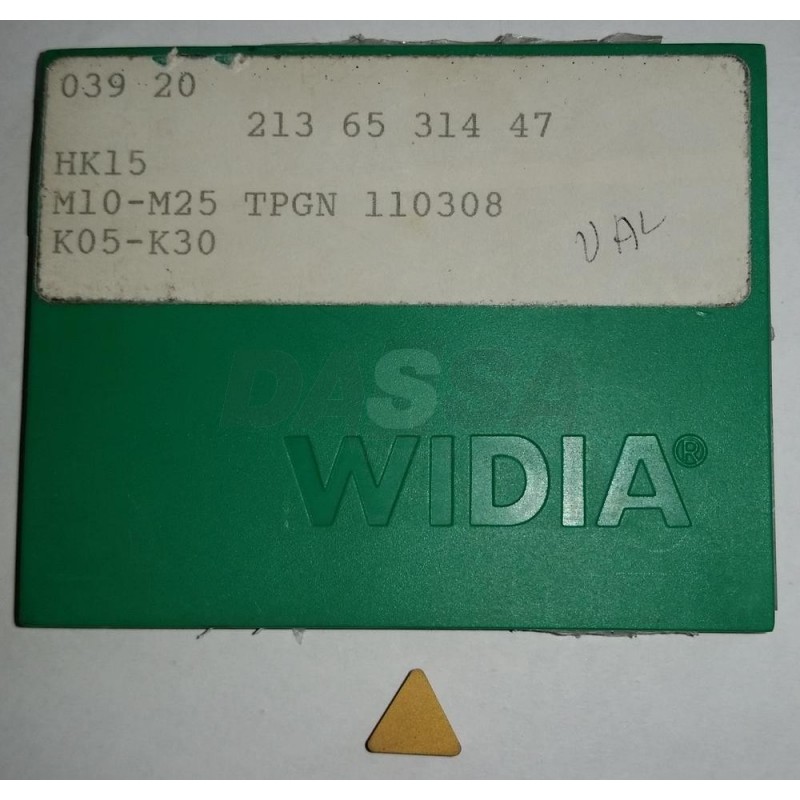 039 20
213 65 314 47
HK15
M10-M25 TPGN 110308
K05-K30
VAL
DASSA
WIDIA®